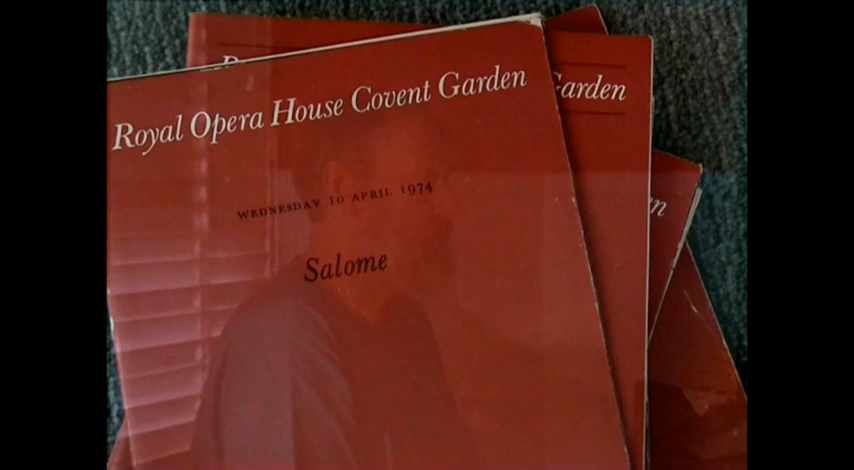 Royal Opera House Covent Garden
WEDNESDAY 10 APRIL 1974
Salome
Garden